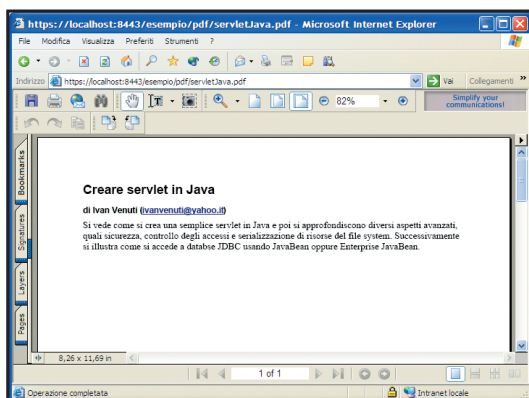 https://localhost:8443/esempio/pdf/servletJava.pdf - Microsoft Internet Explorer
File Modifica Visualizza Preferiti Strumenti ?
Indirizzo https://localhost:8443/esempio/pdf/servletJava.pdf Vai Collegamenti »
82% Simplify your
communications!
Bookmarks
Signatures
Layers
Pages
Creare servlet in Java
di Ivan Venuti (ivanvenuti@yahoo.it)
Si vede come si crea una semplice servlet in Java e poi si approfondiscono diversi aspetti avanzati,
quali sicurezza, controllo degli accessi e serializzazione di risorse del file system. Successivamente
si illustra come si accede a databse JDBC usando JavaBean oppure Enterprise JavaBean.
8,26 x 11,69 in
1 of 1
Operazione completata Intranet locale